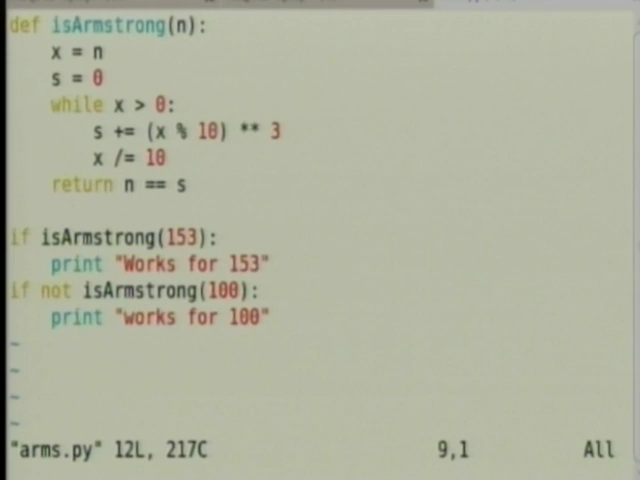 def isArmstrong(n):
    x = n
    s = 0
    while x > 0:
        s += (x % 10) ** 3
        x /= 10
    return n == s

if isArmstrong(153):
    print "Works for 153"
if not isArmstrong(100):
    print "works for 100"
~
~
~
~
"arms.py" 12L, 217C 9,1 All